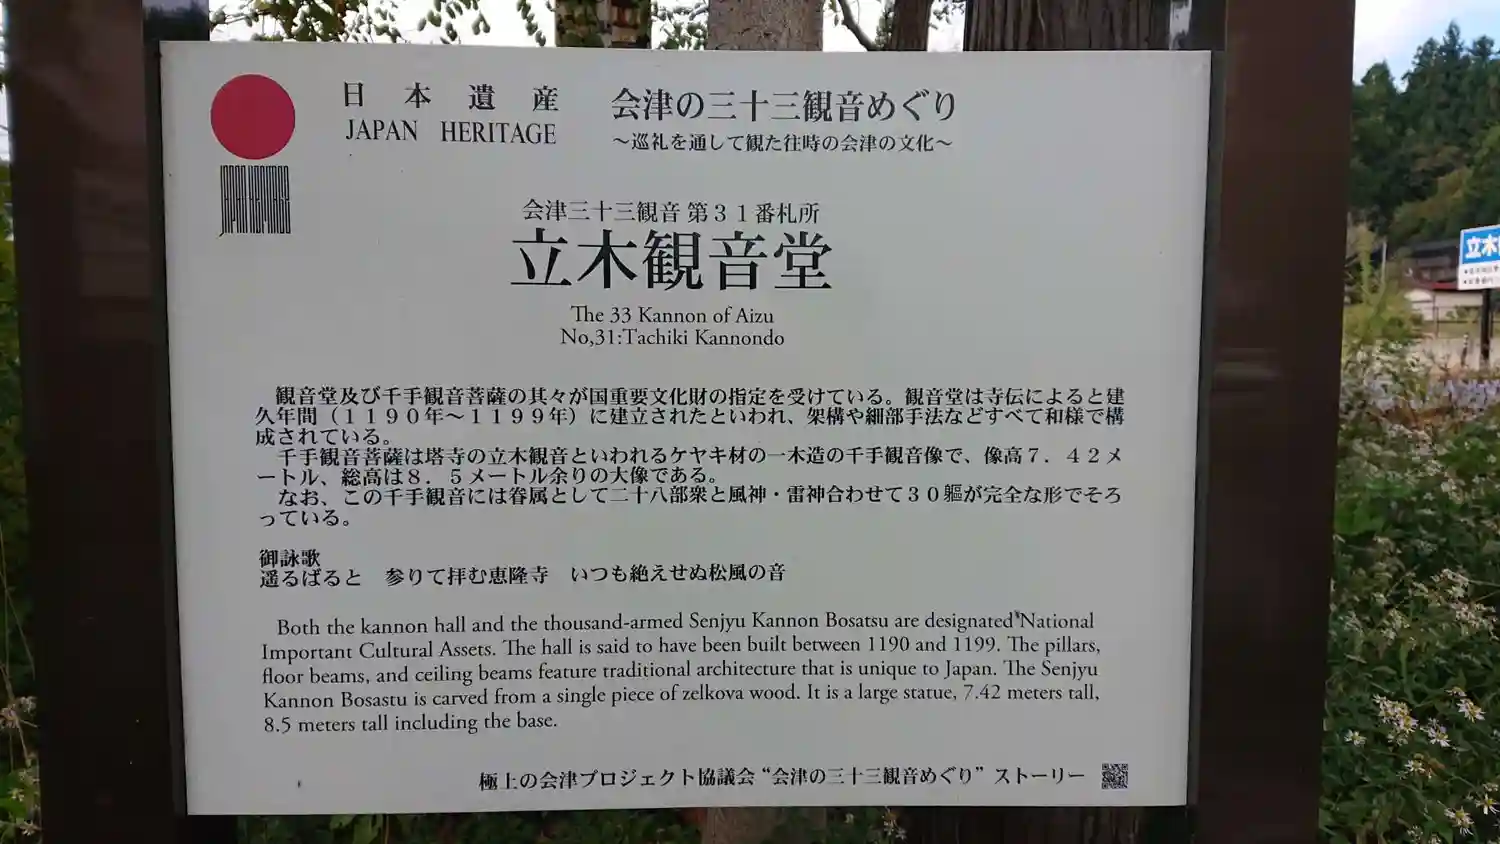 日本遺産
JAPAN HERITAGE
会津の三十三観音めぐり
～巡礼を通して観た往時の会津の文化～
JAPAN HERITAGE
会津三十三観音 第３１番札所
立木観音堂
The 33 Kannon of Aizu
No,31:Tachiki Kannondo
観音堂及び千手観音菩薩の其々が国重要文化財の指定を受けている。観音堂は寺伝によると建
久年間（１１９０年～１１９９年）に建立されたといわれ、架構や細部手法などすべて和様で構
成されている。
千手観音菩薩は塔寺の立木観音といわれるケヤキ材の一木造の千手観音像で、像高７．４２メ
ートル、総高は８．５メートル余りの大像である。
なお、この千手観音には眷属として二十八部衆と風神・雷神合わせて３０軀が完全な形でそろ
っている。
御詠歌
遥るばると　参りて拝む恵隆寺　いつも絶えせぬ松風の音
Both the kannon hall and the thousand-armed Senjyu Kannon Bosatsu are designated National
Important Cultural Assets. The hall is said to have been built between 1190 and 1199. The pillars,
floor beams, and ceiling beams feature traditional architecture that is unique to Japan. The Senjyu
Kannon Bosastu is carved from a single piece of zelkova wood. It is a large statue, 7.42 meters tall,
8.5 meters tall including the base.
極上の会津プロジェクト協議会 “会津の三十三観音めぐり” ストーリー
立木